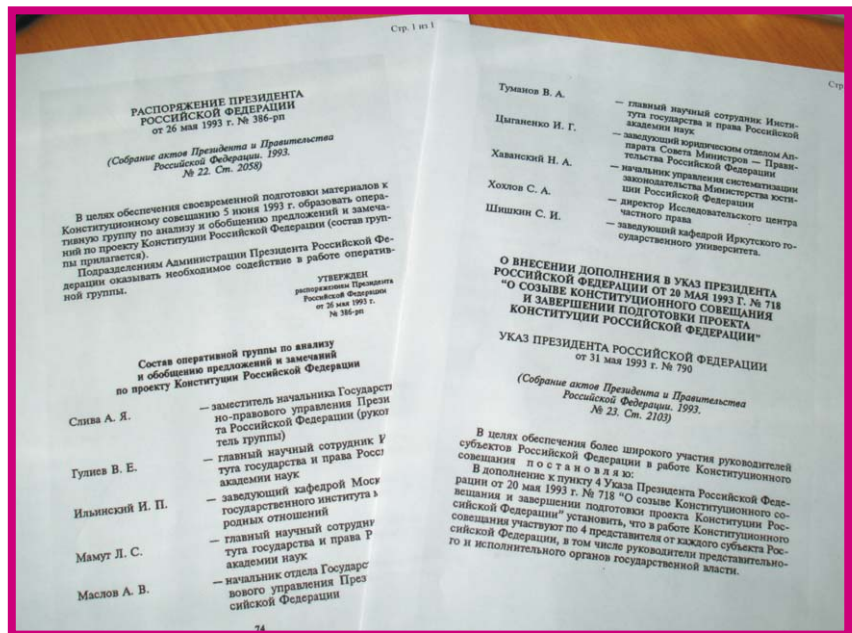 Стр. 1 из 1
РАСПОРЯЖЕНИЕ ПРЕЗИДЕНТА
РОССИЙСКОЙ ФЕДЕРАЦИИ
от 26 мая 1993 г. № 386-рп
(Собрание актов Президента и Правительства
Российской Федерации. 1993.
№ 22. Ст. 2058)
В целях обеспечения своевременной подготовки материалов к
Конституционному совещанию 5 июня 1993 г. образовать опера-
тивную группу по анализу и обобщению предложений и замеча-
ний по проекту Конституции Российской Федерации (состав груп-
пы прилагается).
Подразделениям Администрации Президента Российской Фе-
дерации оказывать необходимое содействие в работе оператив-
ной группы.
УТВЕРЖДЕН
распоряжением Президента
Российской Федерации
от 26 мая 1993 г.
№ 386-рп
Состав оперативной группы по анализу
и обобщению предложений и замечаний
по проекту Конституции Российской Федерации
Слива А. Я. — заместитель начальника Государст
но-правового управления Прези
та Российской Федерации (руко
тель группы)
Гулиев В. Е. — главный научный сотрудник И
тута государства и права Росс
академии наук
Ильинский И. П. — заведующий кафедрой Моск
государственного института
родных отношений
Мамут Л. С. — главный научный сотрудни
тута государства и права Р
академии наук
Маслов А. В. — начальник отдела Государс
вового управления През
сийской Федерации
74
Стр
Туманов В. А. — главный научный сотрудник Инсти-
тута государства и права Российской
академии наук
Цыганенко И. Г. — заведующий юридическим отделом Ап-
парата Совета Министров — Прави-
тельства Российской Федерации
Хаванский Н. А. — начальник управления систематизации
законодательства Министерства юсти-
ции Российской Федерации
Хохлов С. А. — директор Исследовательского центра
частного права
Шишкин С. И. — заведующий кафедрой Иркутского го-
сударственного университета.
О ВНЕСЕНИИ ДОПОЛНЕНИЯ В УКАЗ ПРЕЗИДЕНТА
РОССИЙСКОЙ ФЕДЕРАЦИИ ОТ 20 МАЯ 1993 Г. № 718
"О СОЗЫВЕ КОНСТИТУЦИОННОГО СОВЕЩАНИЯ
И ЗАВЕРШЕНИИ ПОДГОТОВКИ ПРОЕКТА
КОНСТИТУЦИИ РОССИЙСКОЙ ФЕДЕРАЦИИ"
УКАЗ ПРЕЗИДЕНТА РОССИЙСКОЙ ФЕДЕРАЦИИ
от 31 мая 1993 г. № 790
(Собрание актов Президента и Правительства
Российской Федерации. 1993.
№ 23. Ст. 2103)
В целях обеспечения более широкого участия руководителей
субъектов Российской Федерации в работе Конституционного
совещания п о с т а н о в л я ю:
В дополнение к пункту 4 Указа Президента Российской Феде-
рации от 20 мая 1993 г. № 718 "О созыве Конституционного со-
вещания и завершении подготовки проекта Конституции Рос-
сийской Федерации" установить, что в работе Конституционного
совещания участвуют по 4 представителя от каждого субъекта Рос-
сийской Федерации, в том числе руководители представительно-
го и исполнительного органов государственной власти.